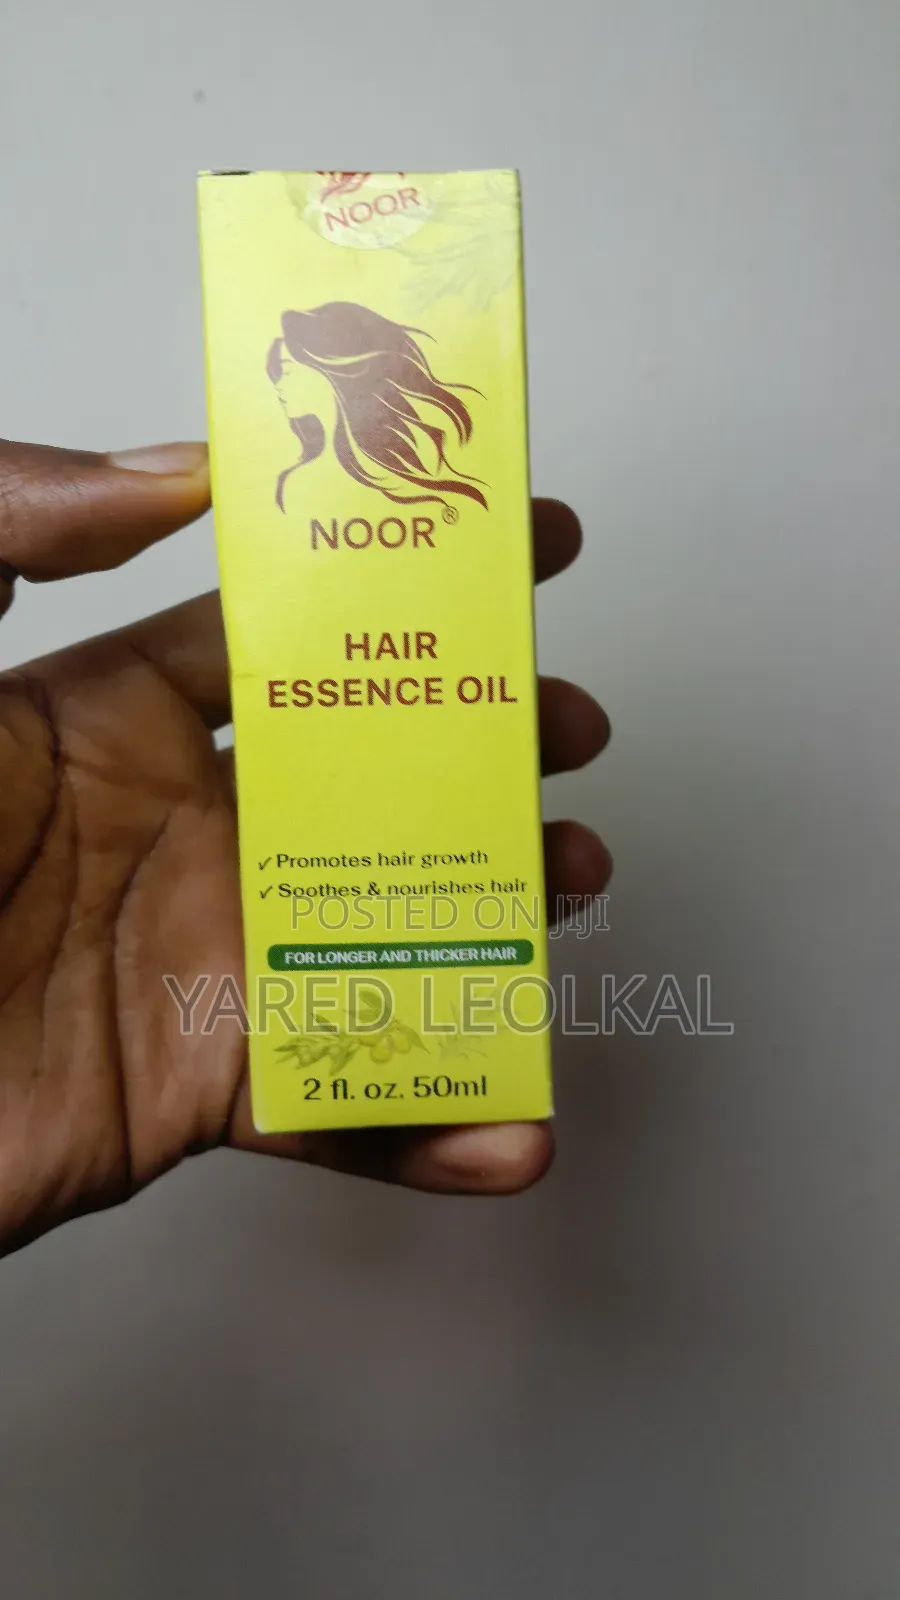 NOOR
NOOR®
HAIR
ESSENCE OIL
✓ Promotes hair growth
✓ Soothes & nourishes hair
POSTED ON JIJI
FOR LONGER AND THICKER HAIR
YARED LEOLKAL
2 fl. oz. 50ml